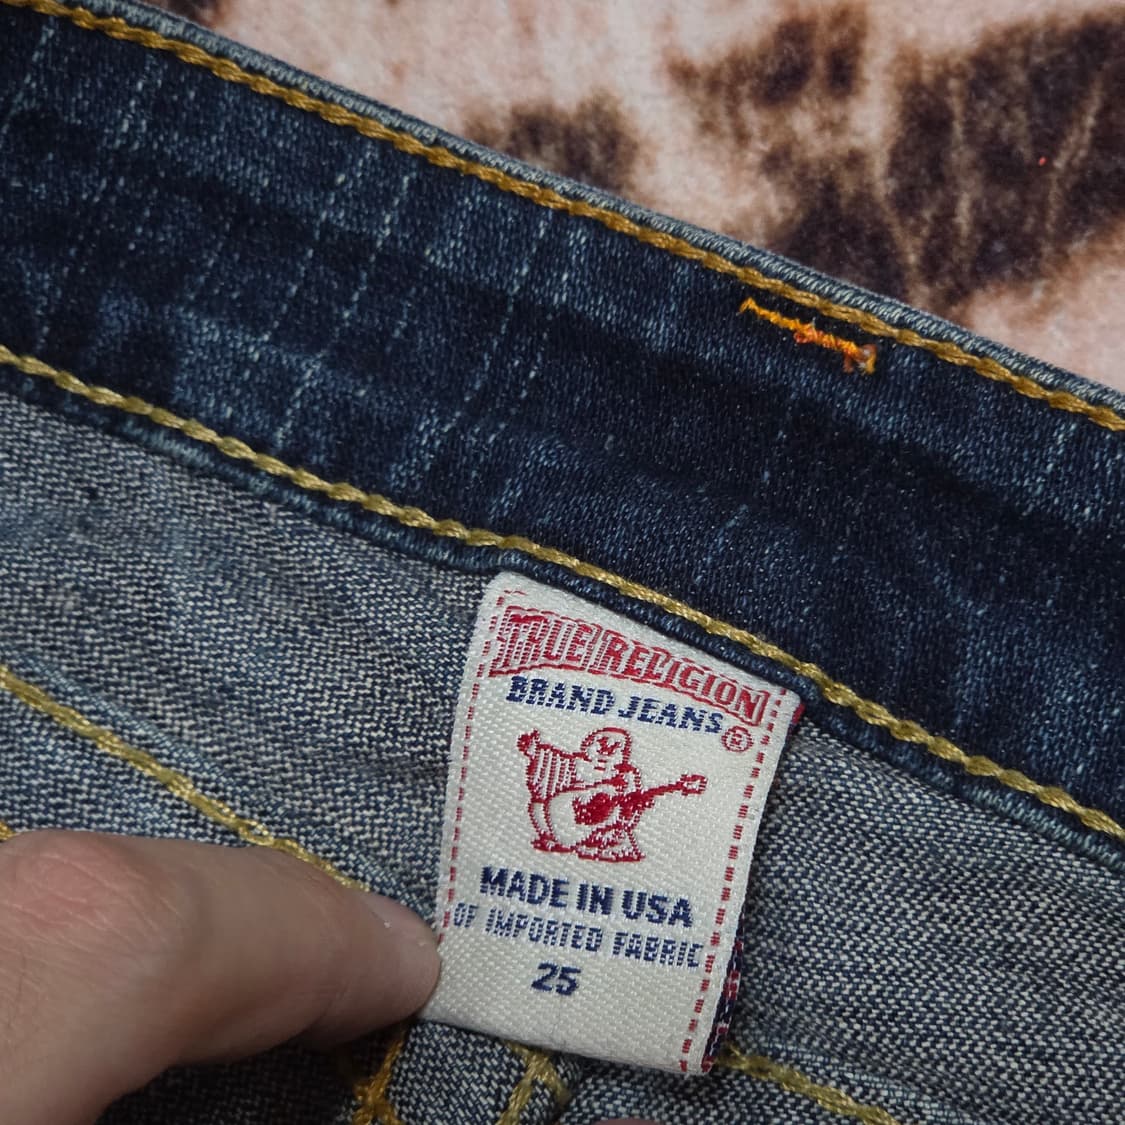 TRUE RELIGION
BRAND JEANS
®
MADE IN USA
OF IMPORTED FABRIC
25